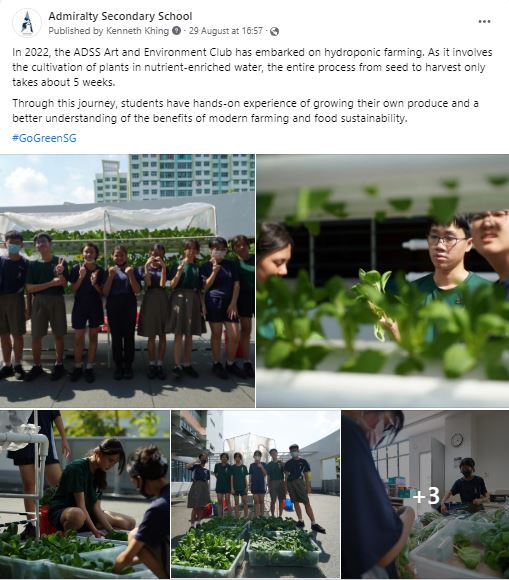 Admiralty Secondary School
Published by Kenneth Khing · 29 August at 16:57 ·
In 2022, the ADSS Art and Environment Club has embarked on hydroponic farming. As it involves
the cultivation of plants in nutrient-enriched water, the entire process from seed to harvest only
takes about 5 weeks.
Through this journey, students have hands-on experience of growing their own produce and a
better understanding of the benefits of modern farming and food sustainability.
#GoGreenSG
+3